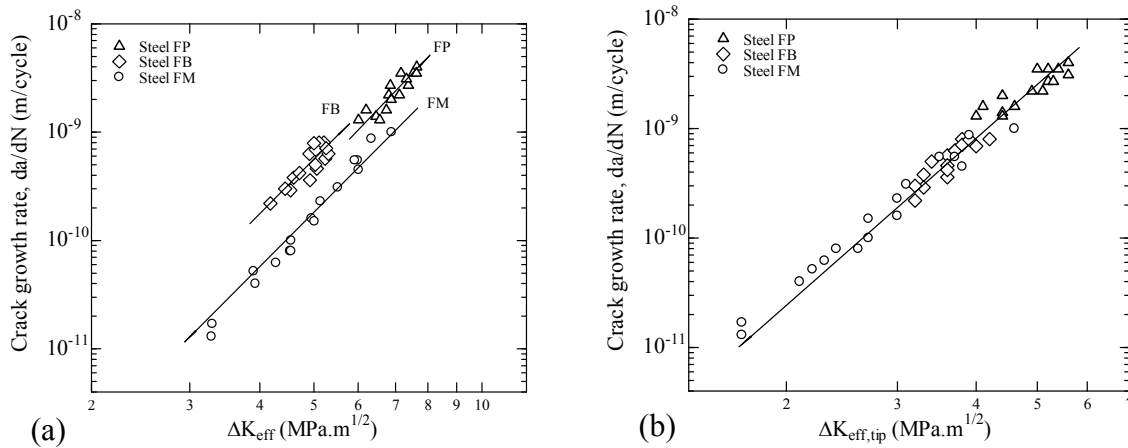 10^-8
10^-9
10^-10
10^-11
Crack growth rate, da/dN (m/cycle)
Steel FP
Steel FB
Steel FM
FP
FB
FM
2 3 4 5 6 7 8 9 10
(a)
ΔK_eff (MPa.m^1/2)
10^-8
10^-9
10^-10
10^-11
Crack growth rate, da/dN (m/cycle)
Steel FP
Steel FB
Steel FM
2 3 4 5 6 7
(b)
ΔK_eff,tip (MPa.m^1/2)